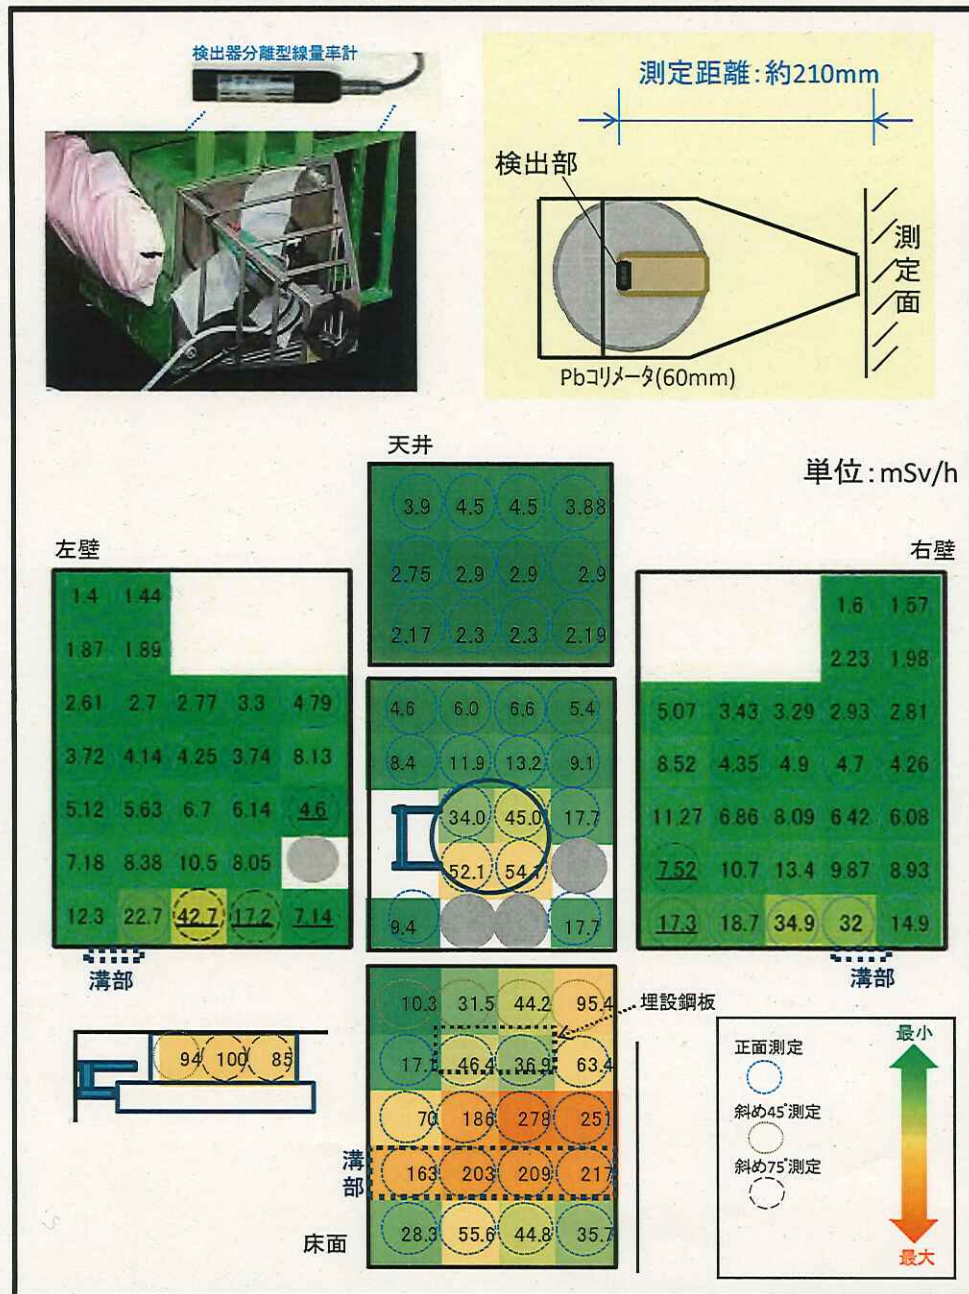 検出器分離型線量率計
測定距離:約210mm
検出部
測定面
Pbコリメータ(60mm)
天井
単位:mSv/h
3.9 4.5 4.5 3.88
2.75 2.9 2.9 2.9
2.17 2.3 2.3 2.19
左壁
1.4 1.44
1.87 1.89
2.61 2.7 2.77 3.3 4.79
3.72 4.14 4.25 3.74 8.13
5.12 5.63 6.7 6.14 4.6
7.18 8.38 10.5 8.05
12.3 22.7 42.7 17.2 7.14
溝部
4.6 6.0 6.6 5.4
8.4 11.9 13.2 9.1
34.0 45.0 17.7
52.1 54.1
9.4 17.7
右壁
1.6 1.57
2.23 1.98
5.07 3.43 3.29 2.93 2.81
8.52 4.35 4.9 4.7 4.26
11.27 6.86 8.09 6.42 6.08
7.52 10.7 13.4 9.87 8.93
17.3 18.7 34.9 32 14.9
溝部
94 100 85
10.3 31.5 44.2 95.4
埋設鋼板
17.1 46.4 36.9 63.4
70 186 278 251
溝部
163 203 209 217
28.3 55.6 44.8 35.7
床面
正面測定
斜め45°測定
斜め75°測定
最小
最大